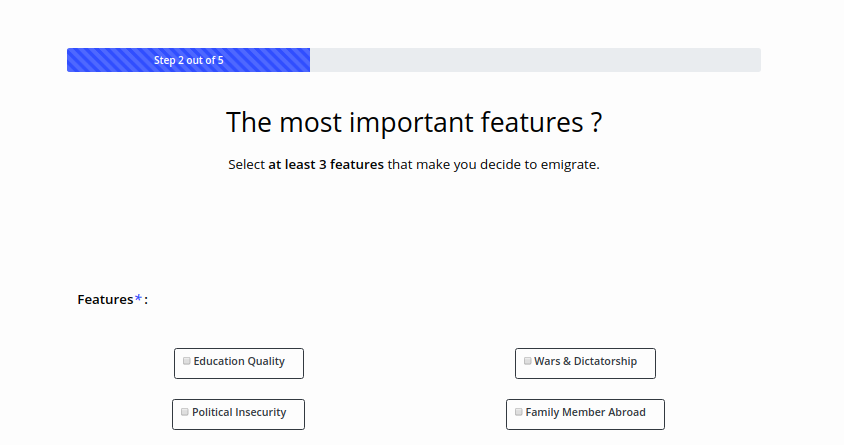 Step 2 out of 5
The most important features ?
Select at least 3 features that make you decide to emigrate.
Features* :
Education Quality
Wars & Dictatorship
Political Insecurity
Family Member Abroad